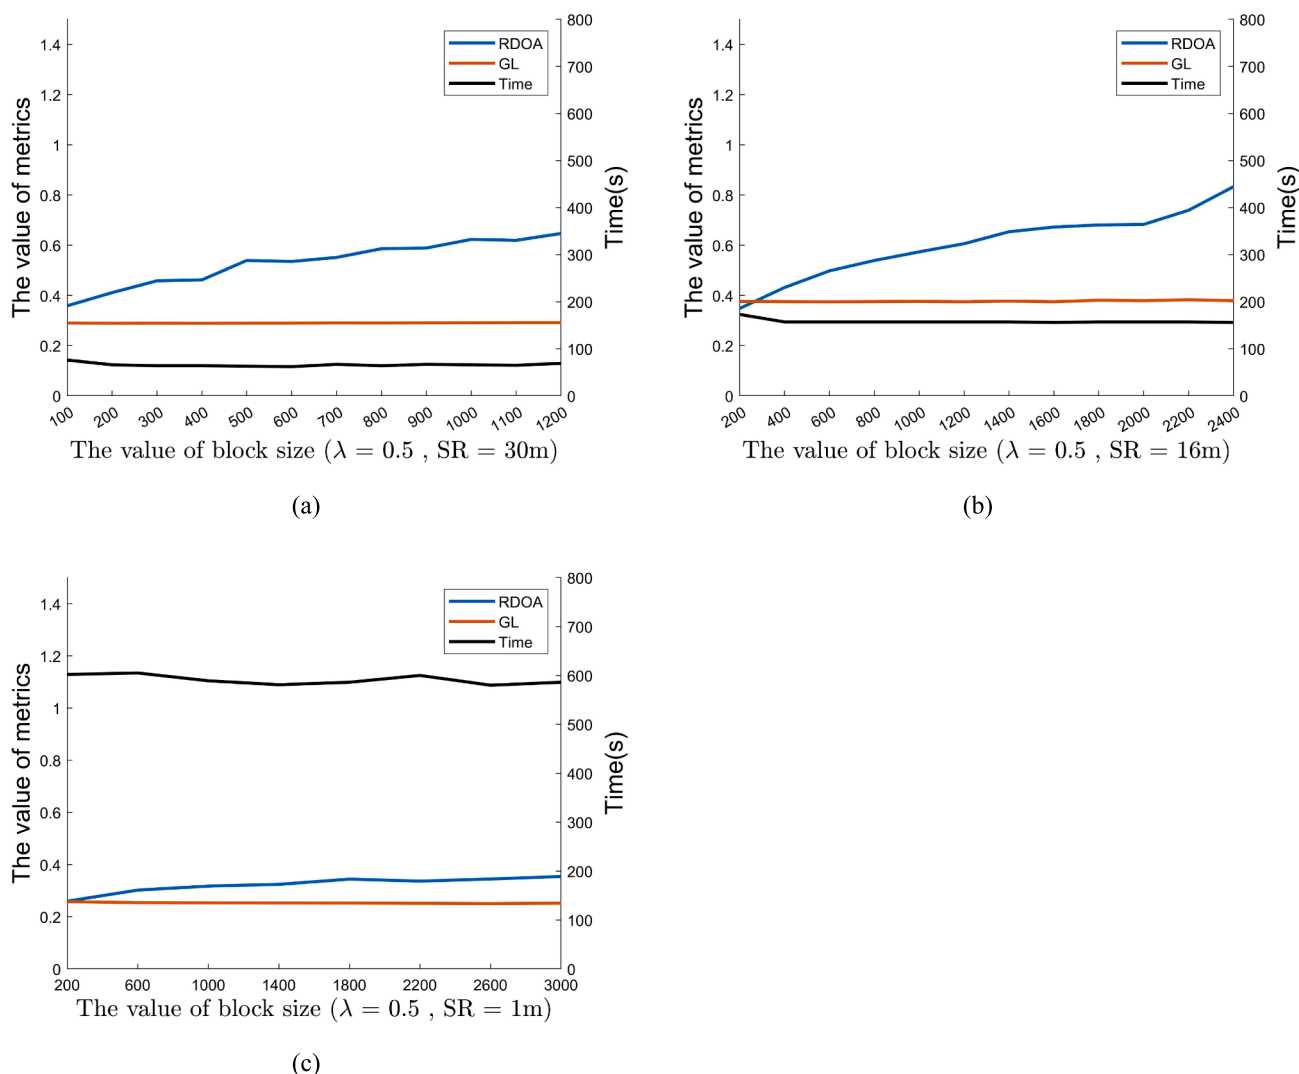 The value of metrics
1.4
1.2
1
0.8
0.6
0.4
0.2
0
RDOA
GL
Time
800
700
600
500
400
300
200
100
0
Time(s)
100 200 300 400 500 600 700 800 900 1000 1100 1200
The value of block size (λ = 0.5 , SR = 30m)
(a)
The value of metrics
1.4
1.2
1
0.8
0.6
0.4
0.2
0
RDOA
GL
Time
800
700
600
500
400
300
200
100
0
Time(s)
200 400 600 800 1000 1200 1400 1600 1800 2000 2200 2400
The value of block size (λ = 0.5 , SR = 16m)
(b)
The value of metrics
1.4
1.2
1
0.8
0.6
0.4
0.2
0
RDOA
GL
Time
800
700
600
500
400
300
200
100
0
Time(s)
200 600 1000 1400 1800 2200 2600 3000
The value of block size (λ = 0.5 , SR = 1m)
(c)